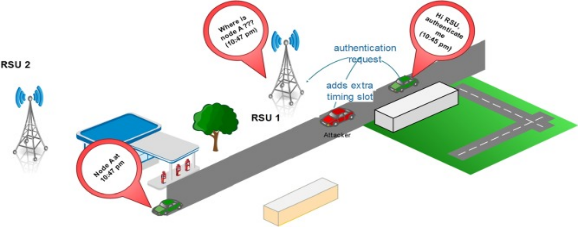 Where is
node A ???
(10:47 pm)
Hi RSU,
authenticate
me
(10:45 pm)
authentication
request
RSU 2
adds extra
timing slot
RSU 1
Attacker
Node A at
10:47 pm